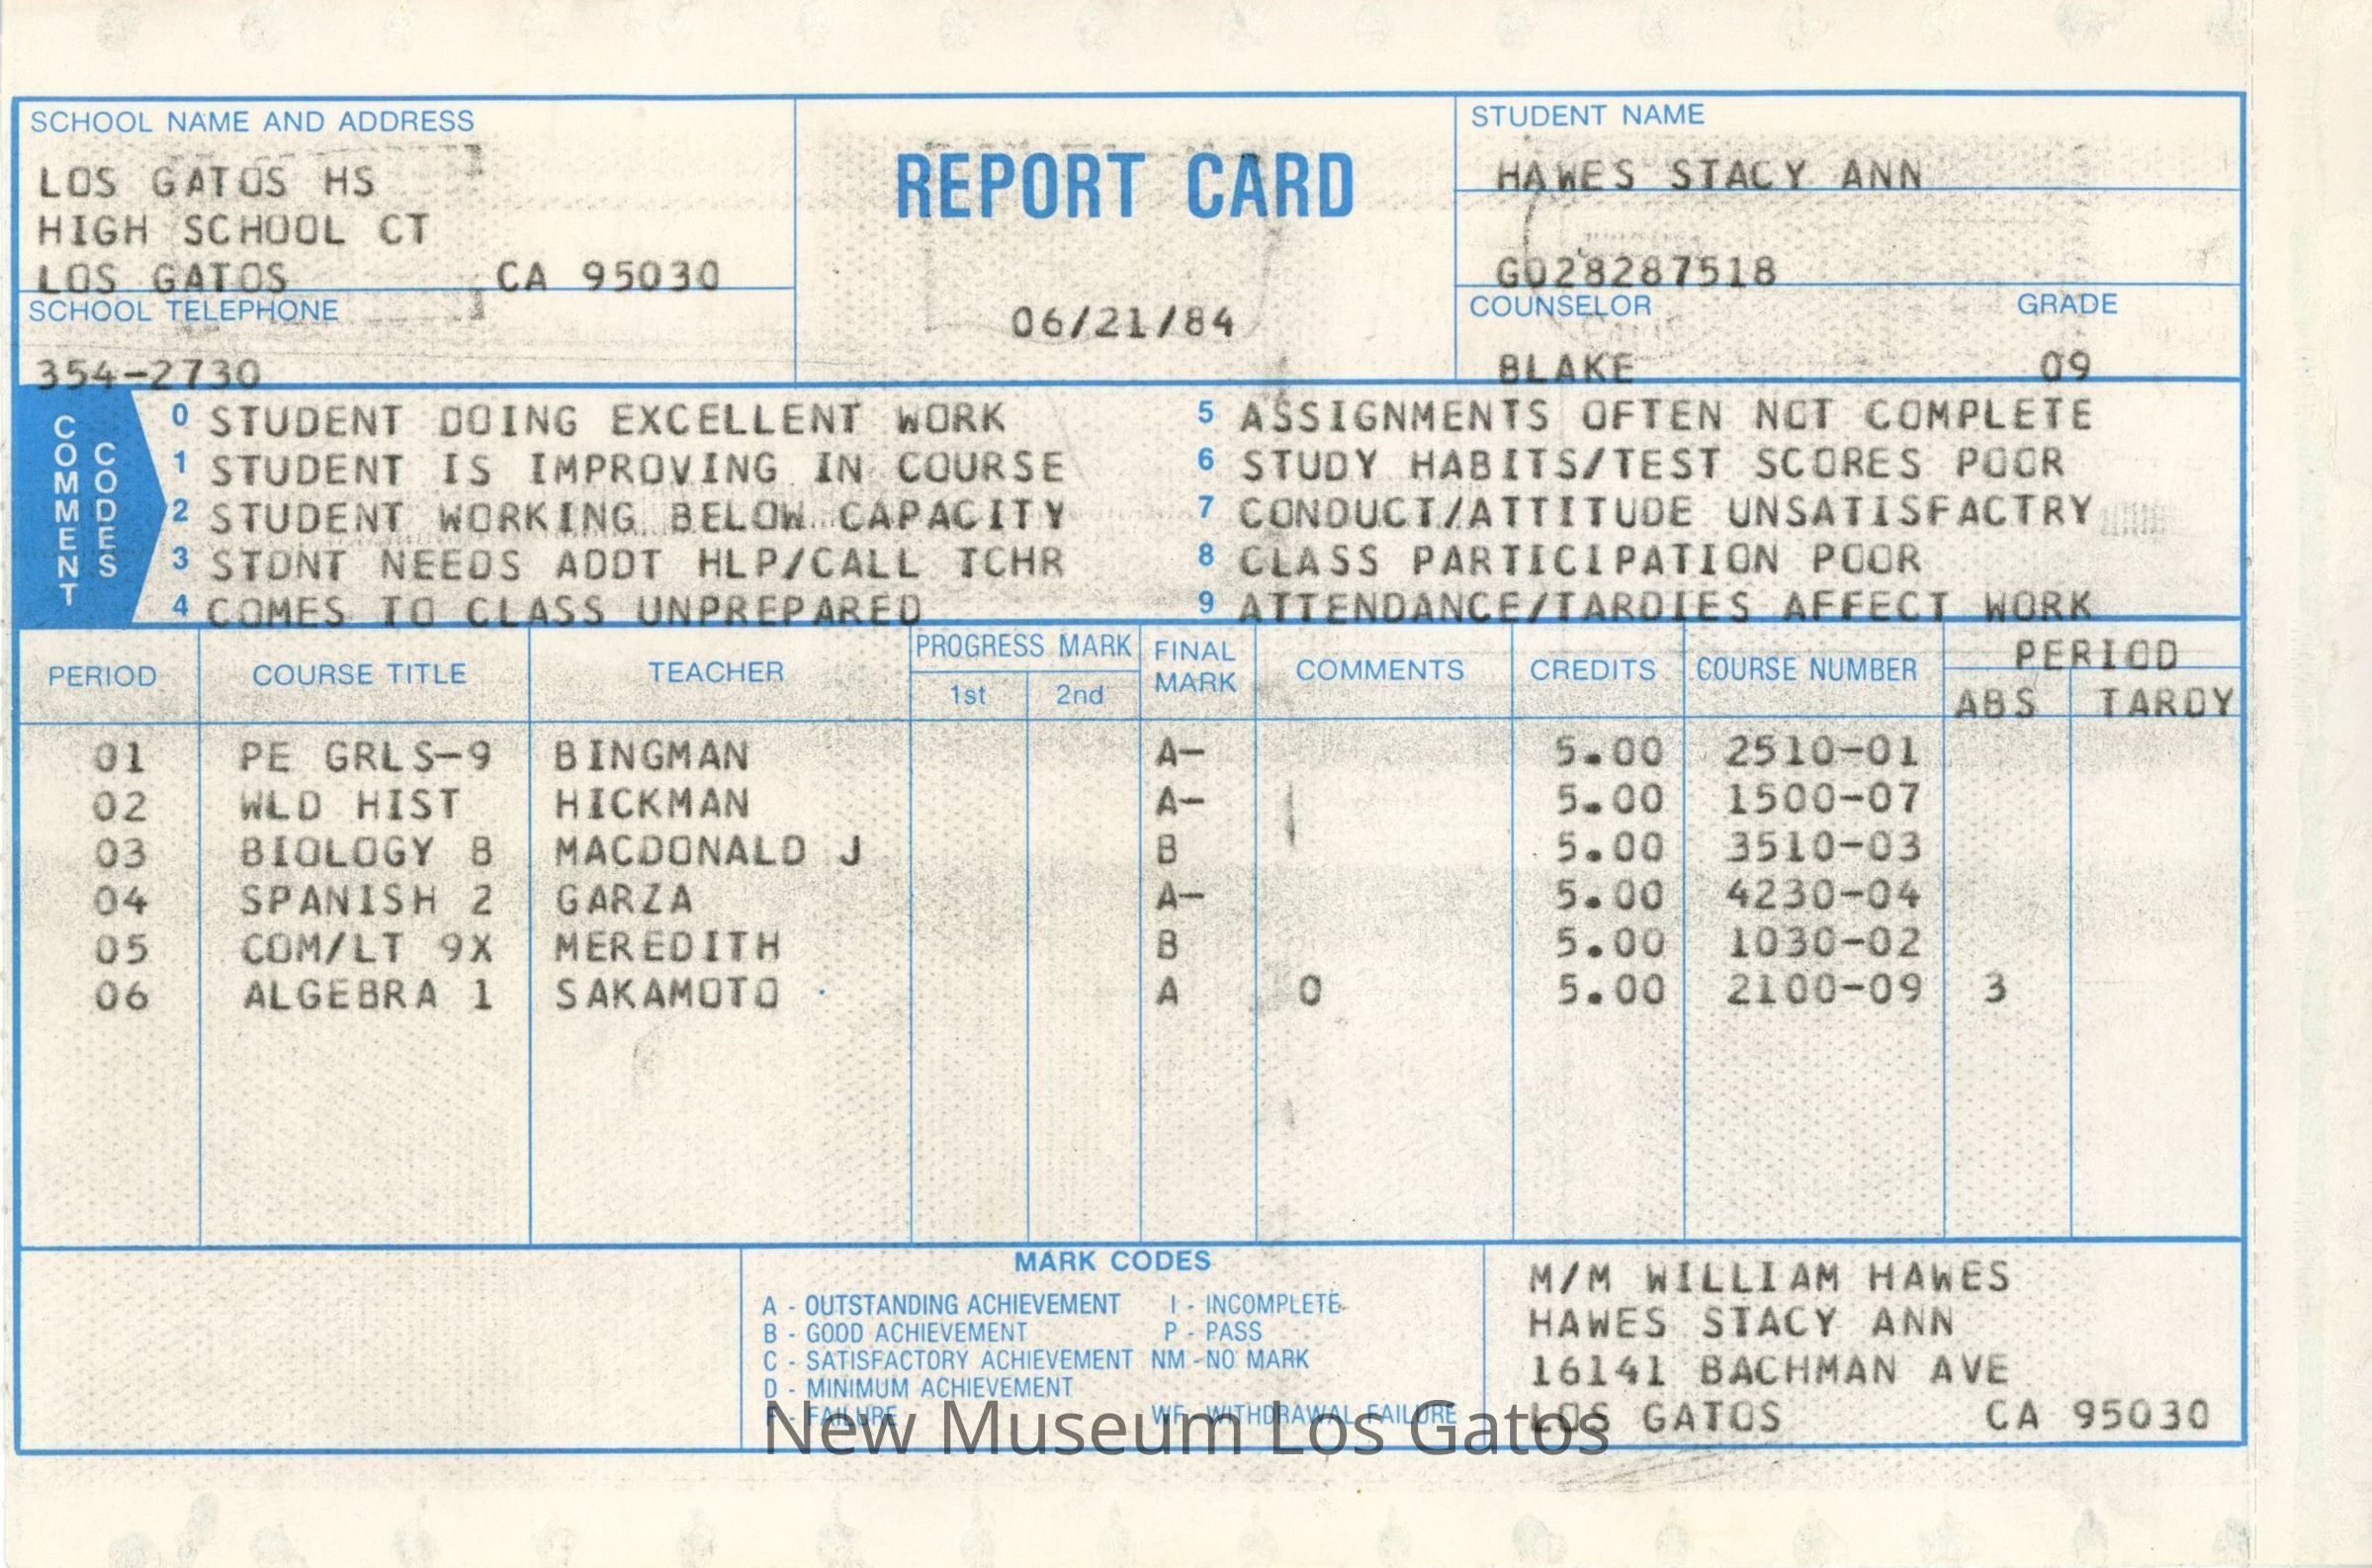 SCHOOL NAME AND ADDRESS
LOS GATOS HS
HIGH SCHOOL CT
LOS GATOS CA 95030
SCHOOL TELEPHONE
354-2730
REPORT CARD
06/21/84
STUDENT NAME
HAWES STACY ANN
G028287518
COUNSELOR GRADE
BLAKE 09
COMMENT CODES
0 STUDENT DOING EXCELLENT WORK
1 STUDENT IS IMPROVING IN COURSE
2 STUDENT WORKING BELOW CAPACITY
3 STDNT NEEDS ADDT HLP/CALL TCHR
4 COMES TO CLASS UNPREPARED
5 ASSIGNMENTS OFTEN NOT COMPLETE
6 STUDY HABITS/TEST SCORES POOR
7 CONDUCT/ATTITUDE UNSATISFACTRY
8 CLASS PARTICIPATION POOR
9 ATTENDANCE/TARDIES AFFECT WORK
PERIOD COURSE TITLE TEACHER PROGRESS MARK 1st 2nd FINAL MARK COMMENTS CREDITS COURSE NUMBER PERIOD ABS TARDY
01 PE GRLS-9 BINGMAN A- 5.00 2510-01
02 WLD HIST HICKMAN A- 5.00 1500-07
03 BIOLOGY B MACDONALD J B 5.00 3510-03
04 SPANISH 2 GARZA A- 5.00 4230-04
05 COM/LT 9X MEREDITH B 5.00 1030-02
06 ALGEBRA 1 SAKAMOTO A 0 5.00 2100-09 3
MARK CODES
A - OUTSTANDING ACHIEVEMENT I - INCOMPLETE
B - GOOD ACHIEVEMENT P - PASS
C - SATISFACTORY ACHIEVEMENT NM - NO MARK
D - MINIMUM ACHIEVEMENT
F - FAILURE WF - WITHDRAWAL FAILURE
M/M WILLIAM HAWES
HAWES STACY ANN
16141 BACHMAN AVE
LOS GATOS CA 95030
New Museum Los Gatos